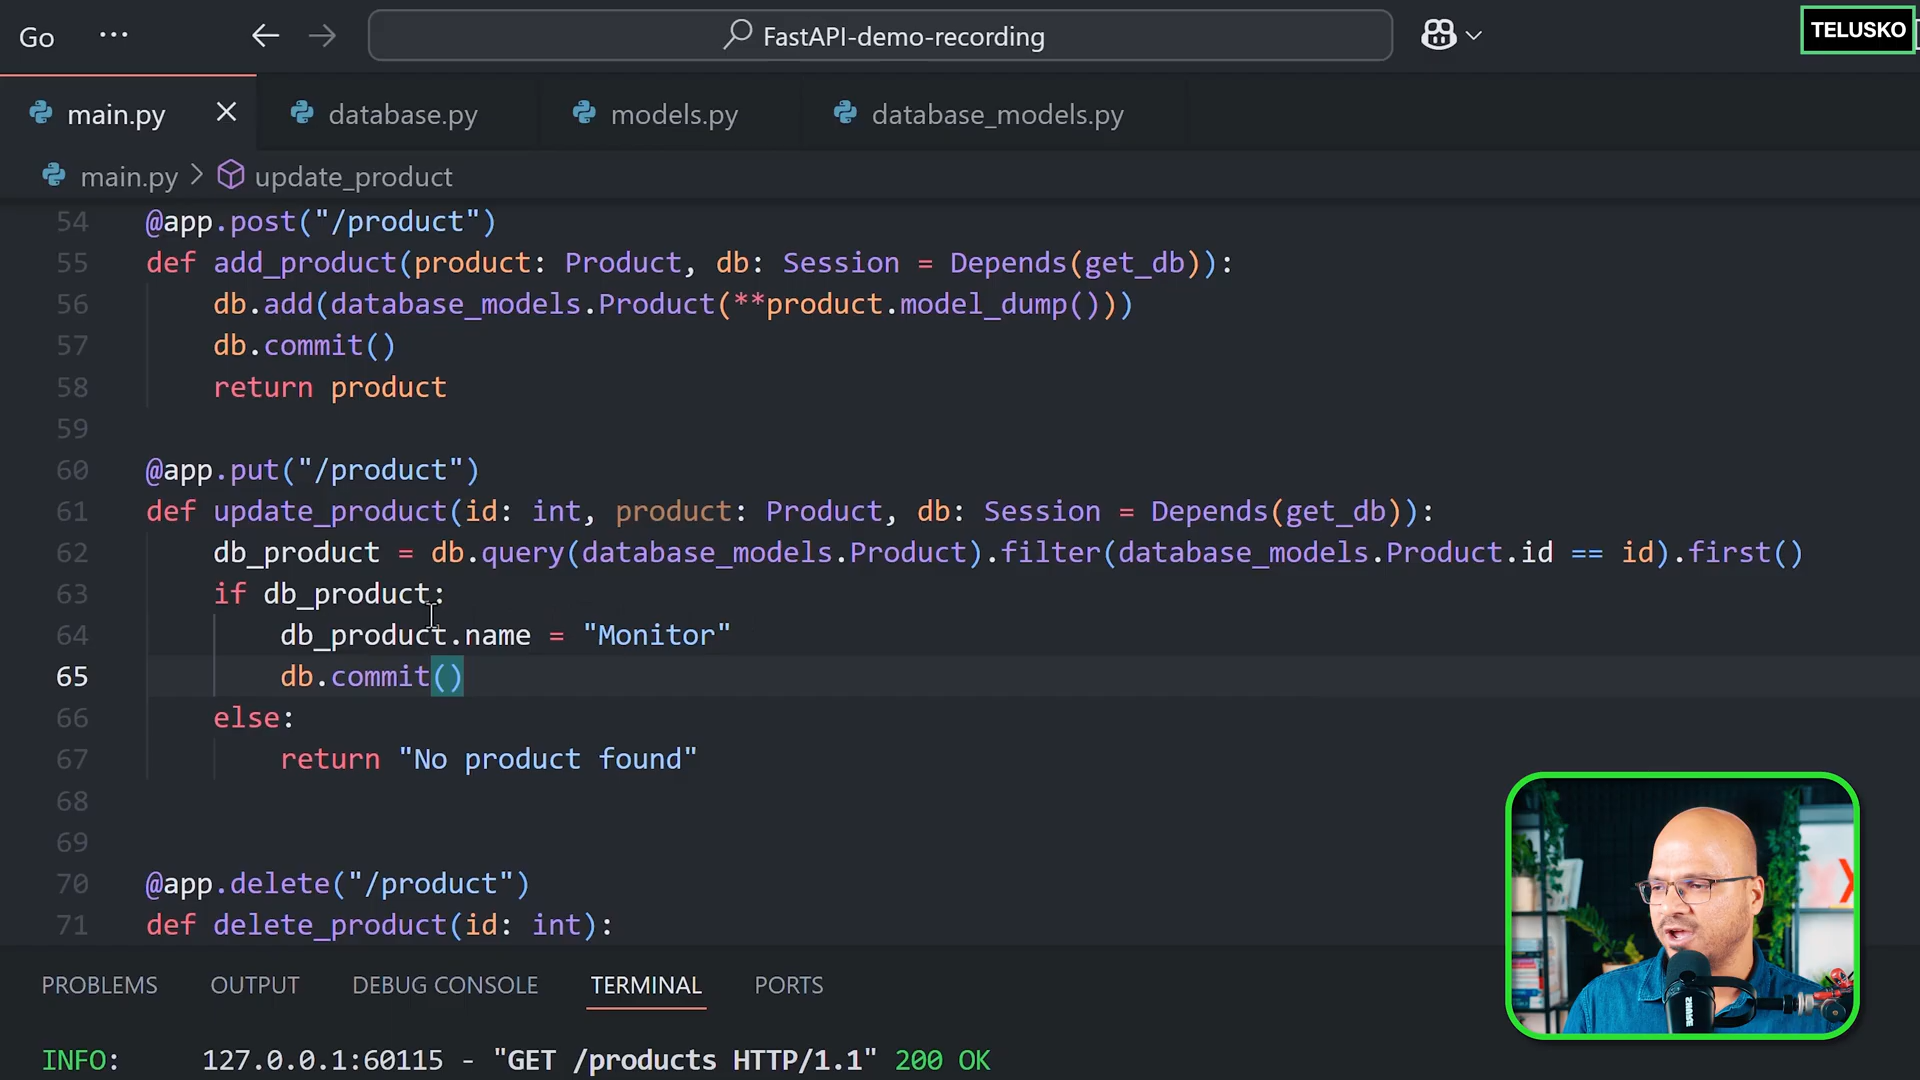 Go ... FastAPI-demo-recording TELUSKO
main.py database.py models.py database_models.py
main.py > update_product
54 @app.post("/product")
55 def add_product(product: Product, db: Session = Depends(get_db)):
56 db.add(database_models.Product(**product.model_dump()))
57 db.commit()
58 return product
59
60 @app.put("/product")
61 def update_product(id: int, product: Product, db: Session = Depends(get_db)):
62 db_product = db.query(database_models.Product).filter(database_models.Product.id == id).first()
63 if db_product:
64 db_product.name = "Monitor"
65 db.commit()
66 else:
67 return "No product found"
68
69
70 @app.delete("/product")
71 def delete_product(id: int):
PROBLEMS OUTPUT DEBUG CONSOLE TERMINAL PORTS
INFO: 127.0.0.1:60115 - "GET /products HTTP/1.1" 200 OK